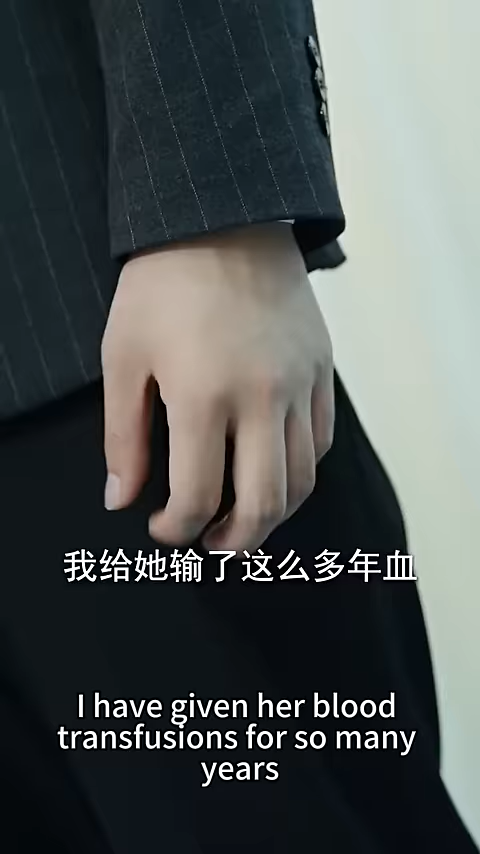 我给她输了这么多年血
I have given her blood
transfusions for so many
years